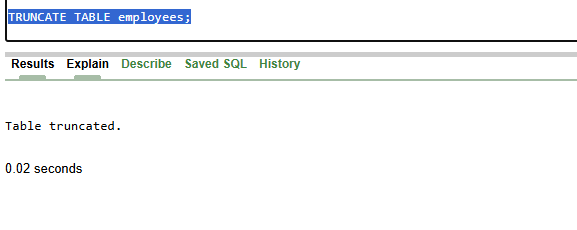 TRUNCATE TABLE employees;
Results Explain Describe Saved SQL History
Table truncated.
0.02 seconds